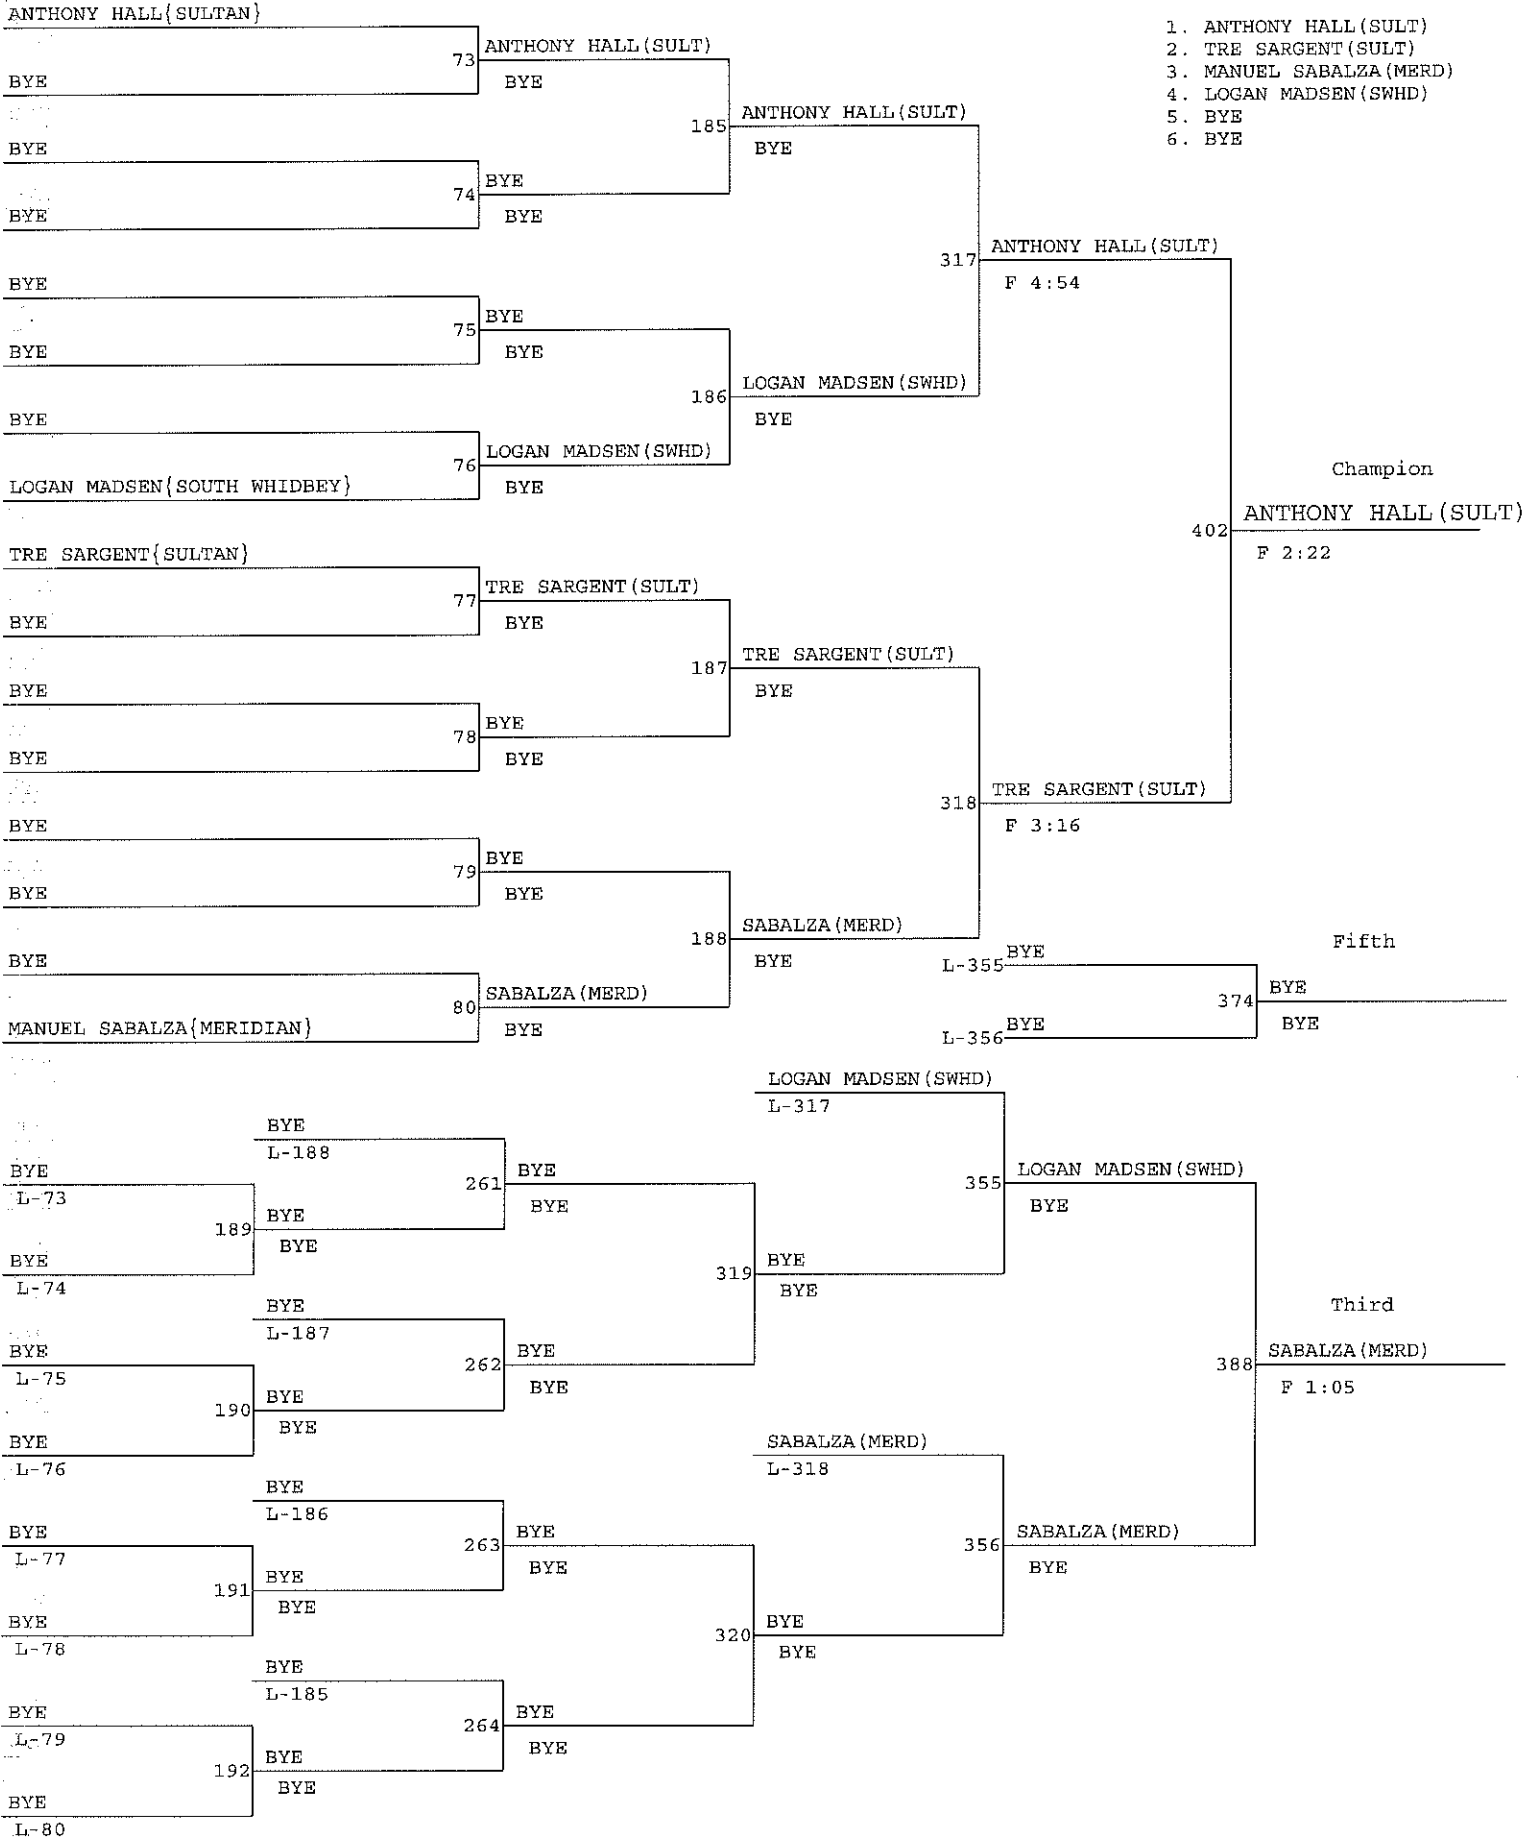 ANTHONY HALL{SULTAN}
73
ANTHONY HALL(SULT)
BYE
BYE
BYE
74
BYE
BYE
BYE
185
ANTHONY HALL(SULT)
BYE
BYE
75
BYE
BYE
BYE
BYE
76
LOGAN MADSEN(SWHD)
BYE
LOGAN MADSEN{SOUTH WHIDBEY}
186
LOGAN MADSEN(SWHD)
BYE
317
ANTHONY HALL(SULT)
F 4:54
TRE SARGENT{SULTAN}
77
TRE SARGENT(SULT)
BYE
BYE
BYE
78
BYE
BYE
BYE
187
TRE SARGENT(SULT)
BYE
BYE
79
BYE
BYE
BYE
BYE
80
SABALZA(MERD)
BYE
MANUEL SABALZA{MERIDIAN}
188
SABALZA(MERD)
BYE
318
TRE SARGENT(SULT)
F 3:16
Champion
402
ANTHONY HALL(SULT)
F 2:22
1. ANTHONY HALL(SULT)
2. TRE SARGENT(SULT)
3. MANUEL SABALZA(MERD)
4. LOGAN MADSEN(SWHD)
5. BYE
6. BYE
Fifth
BYE
L-355
374
BYE
BYE
BYE
L-356
BYE
L-188
BYE
L-73
189
BYE
BYE
BYE
L-74
261
BYE
BYE
BYE
L-187
BYE
L-75
190
BYE
BYE
BYE
L-76
262
BYE
BYE
319
BYE
BYE
LOGAN MADSEN(SWHD)
L-317
355
LOGAN MADSEN(SWHD)
BYE
BYE
L-186
BYE
L-77
191
BYE
BYE
BYE
L-78
263
BYE
BYE
BYE
L-185
BYE
L-79
192
BYE
BYE
BYE
L-80
264
BYE
BYE
320
BYE
BYE
SABALZA(MERD)
L-318
356
SABALZA(MERD)
BYE
Third
388
SABALZA(MERD)
F 1:05